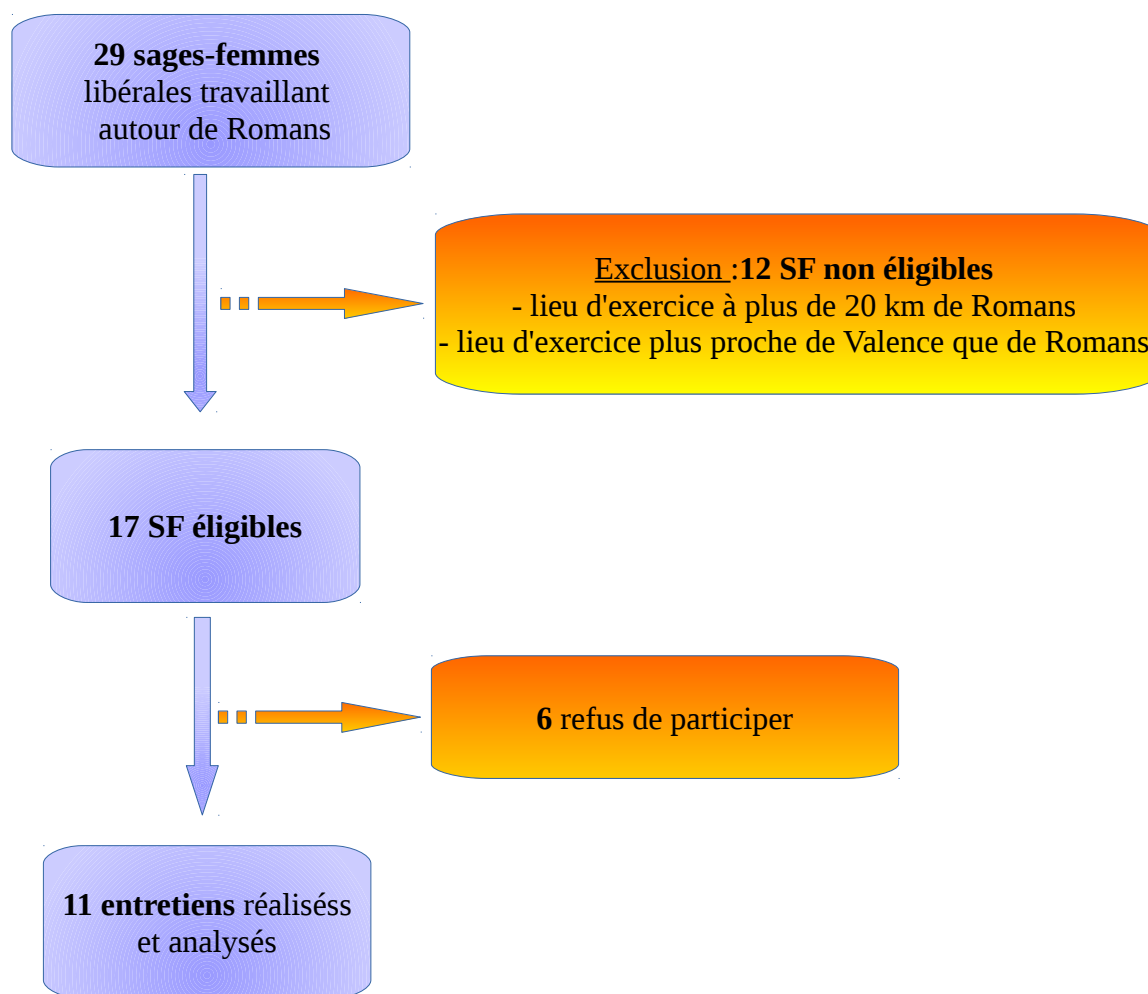 29 sages-femmes
libérales travaillant
autour de Romans
Exclusion :12 SF non éligibles
- lieu d'exercice à plus de 20 km de Romans
- lieu d'exercice plus proche de Valence que de Romans
17 SF éligibles
6 refus de participer
11 entretiens réaliséss
et analysés